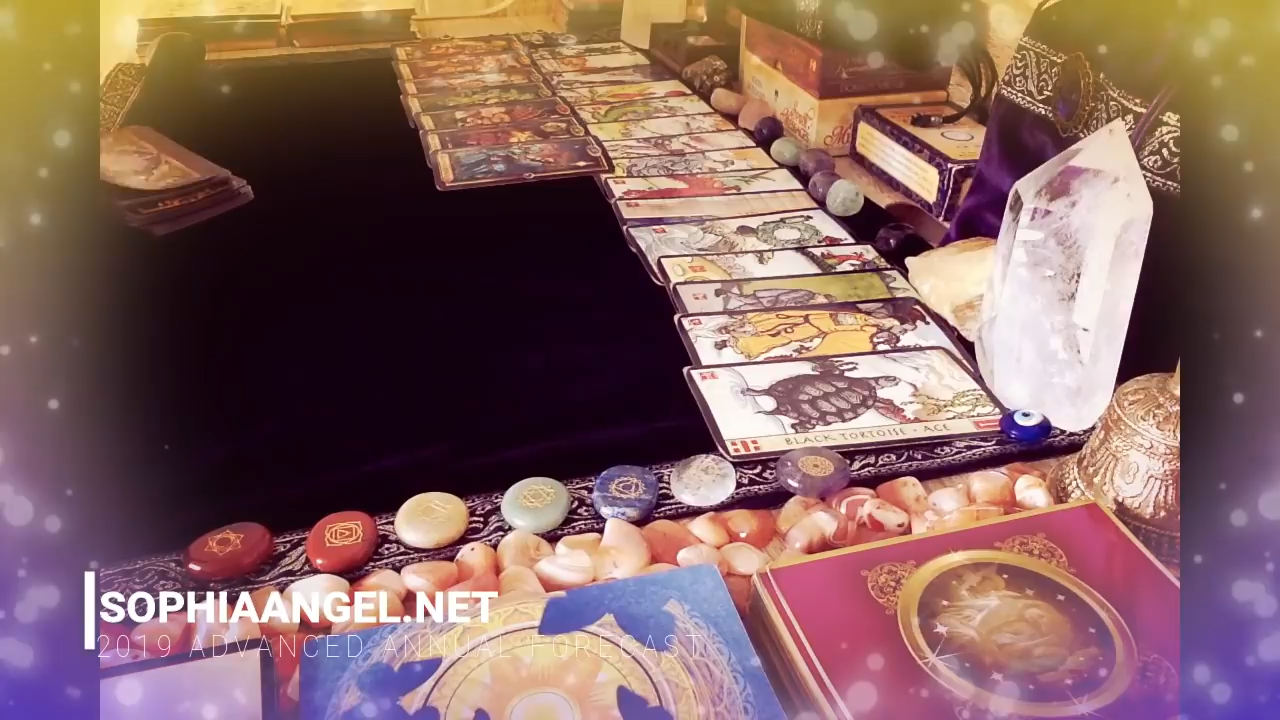 BLACK TORTOISE · ACE
SOPHIAANGEL.NET
2019 ADVANCED ANNUAL FORECAST